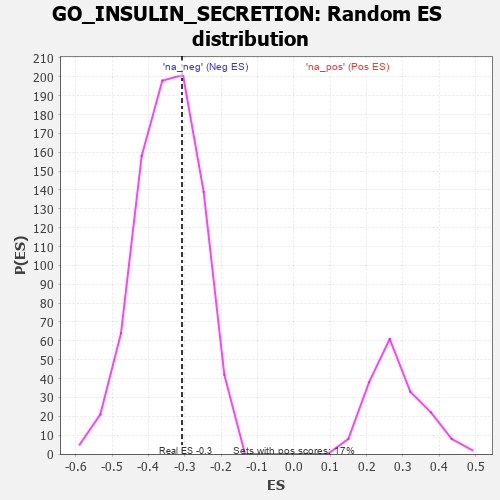 GO_INSULIN_SECRETION: Random ES
distribution
'na_neg' (Neg ES)
'na_pos' (Pos ES)
210
200
190
180
170
160
150
140
130
120
110
100
90
80
70
60
50
40
30
20
10
0
P(ES)
Real ES -0.3
Sets with pos scores: 17%
-0.6 -0.5 -0.4 -0.3 -0.2 -0.1 0.0 0.1 0.2 0.3 0.4 0.5
ES